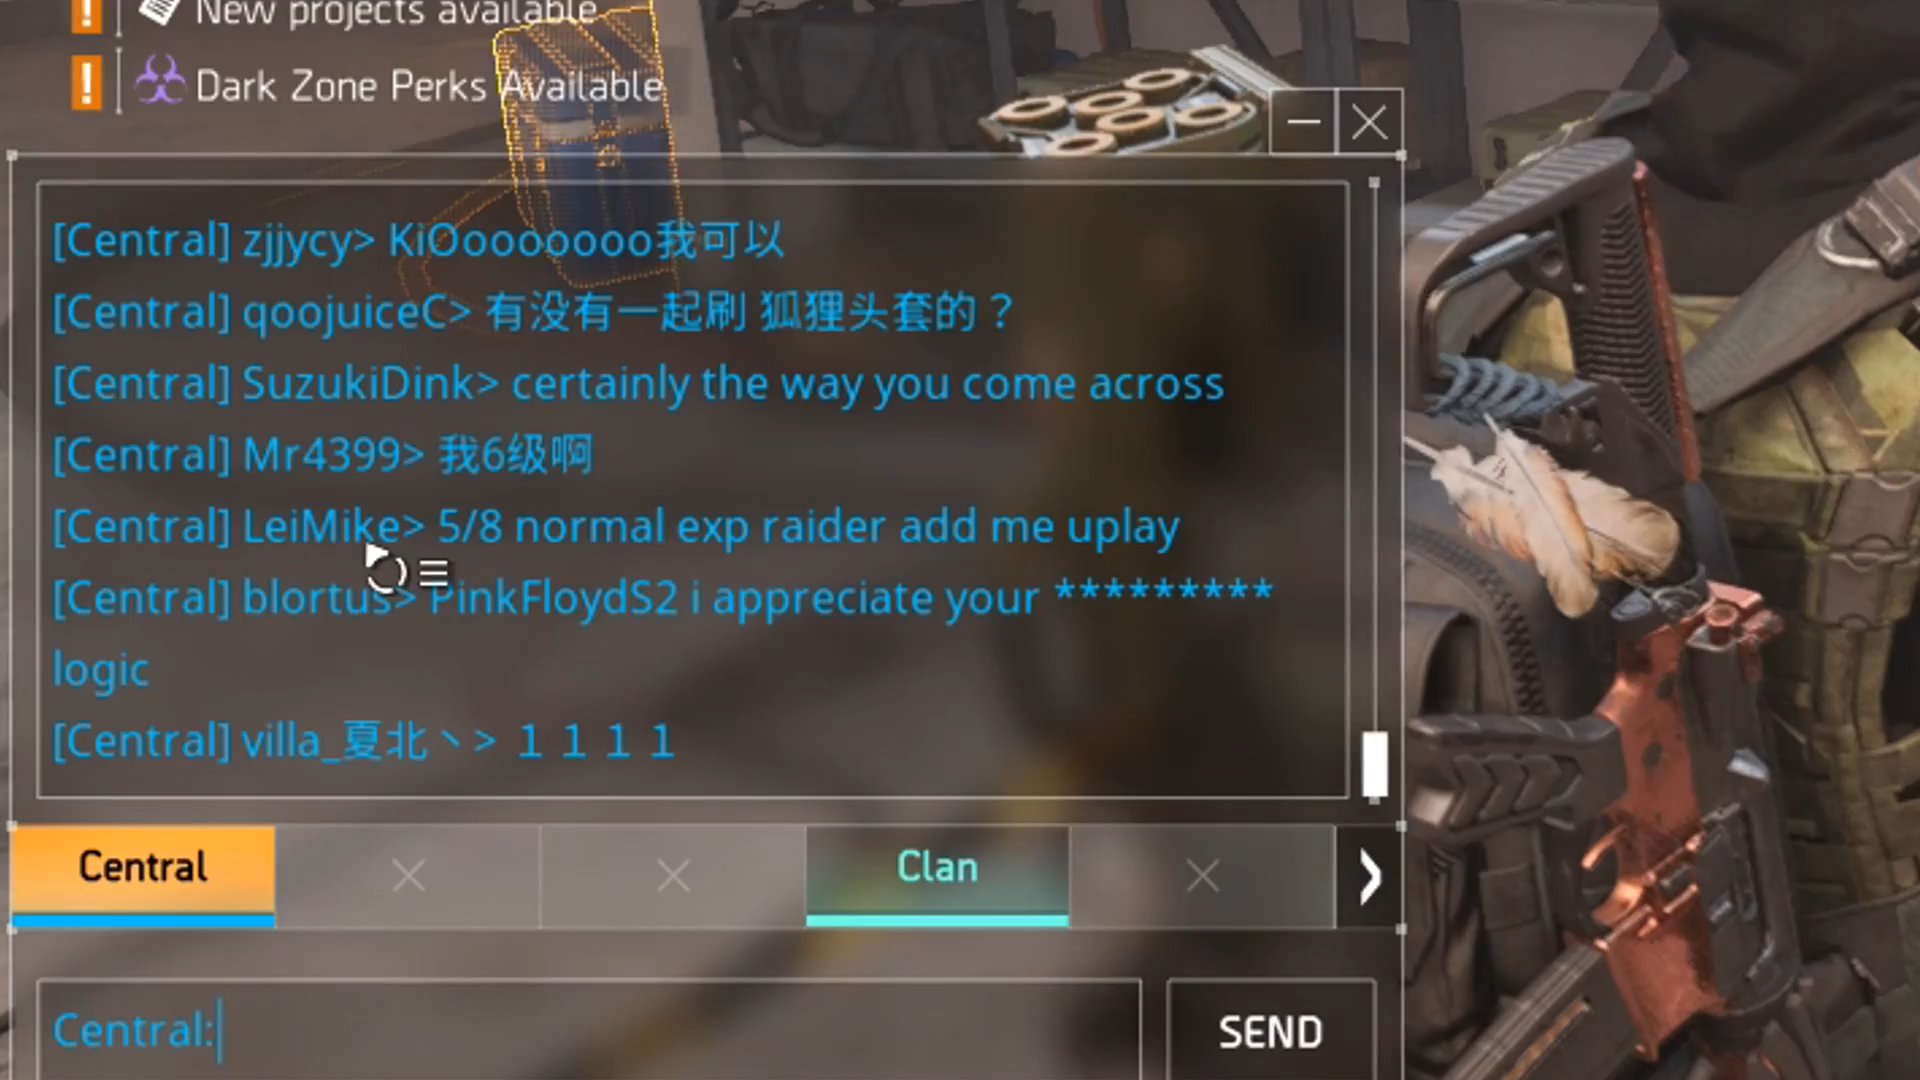 New projects available
Dark Zone Perks Available
[Central] zjjycy> KiOoooooooo我可以
[Central] qoojuiceC> 有没有一起刷 狐狸头套的？
[Central] SuzukiDink> certainly the way you come across
[Central] Mr4399> 我6级啊
[Central] LeiMike> 5/8 normal exp raider add me uplay
[Central] blortus> PinkFloydS2 i appreciate your *********
logic
[Central] villa_夏北丶> １１１１
Central Clan
Central: SEND